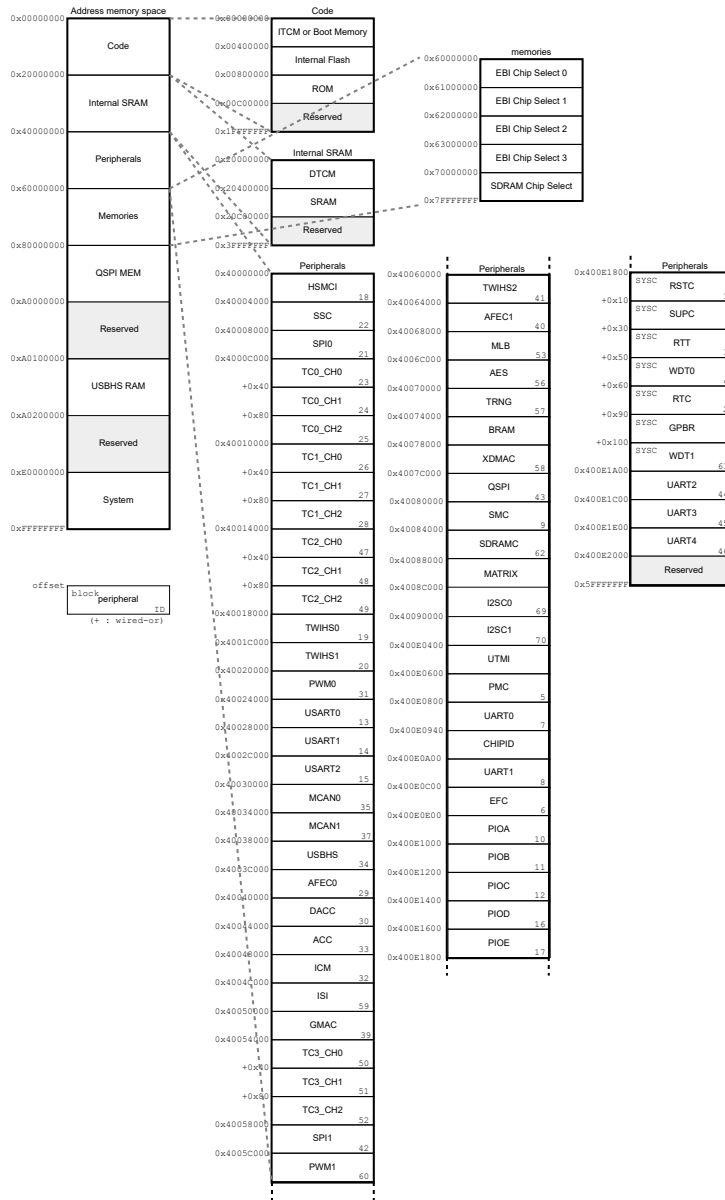 Address memory space
0x00000000
Code
0x20000000
Internal SRAM
0x40000000
Peripherals
0x60000000
Memories
0x80000000
QSPI MEM
0xA0000000
Reserved
0xA0100000
USBHS RAM
0xA0200000
Reserved
0xE0000000
System
0xFFFFFFFF
offset
block
peripheral
ID
(+ : wired-or)
Code
0x00000000
ITCM or Boot Memory
0x00400000
Internal Flash
0x00800000
ROM
0x00C00000
Reserved
0x1FFFFFFF
Internal SRAM
0x20000000
DTCM
0x20400000
SRAM
0x20C00000
Reserved
0x3FFFFFFF
Peripherals
0x40000000
HSMCI
18
0x40004000
SSC
22
0x40008000
SPI0
21
0x4000C000
TC0_CH0
23
+0x40
TC0_CH1
24
+0x80
TC0_CH2
25
0x40010000
TC1_CH0
26
+0x40
TC1_CH1
27
+0x80
TC1_CH2
28
0x40014000
TC2_CH0
47
+0x40
TC2_CH1
48
+0x80
TC2_CH2
49
0x40018000
TWIHS0
19
0x4001C000
TWIHS1
20
0x40020000
PWM0
31
0x40024000
USART0
13
0x40028000
USART1
14
0x4002C000
USART2
15
0x40030000
MCAN0
35
0x40034000
MCAN1
37
0x40038000
USBHS
34
0x4003C000
AFEC0
29
0x40040000
DACC
30
0x40044000
ACC
33
0x40048000
ICM
32
0x4004C000
ISI
59
0x40050000
GMAC
39
0x40054000
TC3_CH0
50
+0x40
TC3_CH1
51
+0x80
TC3_CH2
52
0x40058000
SPI1
42
0x4005C000
PWM1
60
memories
0x60000000
EBI Chip Select 0
0x61000000
EBI Chip Select 1
0x62000000
EBI Chip Select 2
0x63000000
EBI Chip Select 3
0x70000000
SDRAM Chip Select
0x7FFFFFFF
Peripherals
0x40060000
TWIHS2
41
0x40064000
AFEC1
40
0x40068000
MLB
53
0x4006C000
AES
56
0x40070000
TRNG
57
0x40074000
BRAM
0x40078000
XDMAC
58
0x4007C000
QSPI
43
0x40080000
SMC
9
0x40084000
SDRAMC
62
0x40088000
MATRIX
0x4008C000
I2SC0
69
0x40090000
I2SC1
70
0x400E0400
UTMI
0x400E0600
PMC
5
0x400E0800
UART0
7
0x400E0940
CHIPID
0x400E0A00
UART1
8
0x400E0C00
EFC
6
0x400E0E00
PIOA
10
0x400E1000
PIOB
11
0x400E1200
PIOC
12
0x400E1400
PIOD
16
0x400E1600
PIOE
17
0x400E1800
Peripherals
0x400E1800
SYSC
RSTC
+0x10
SYSC
SUPC
+0x30
SYSC
RTT
+0x50
SYSC
WDT0
+0x60
SYSC
RTC
+0x90
SYSC
GPBR
+0x100
SYSC
WDT1
0x400E1A00
UART2
0x400E1C00
UART3
0x400E1E00
UART4
0x400E2000
Reserved
0x5FFFFFFF